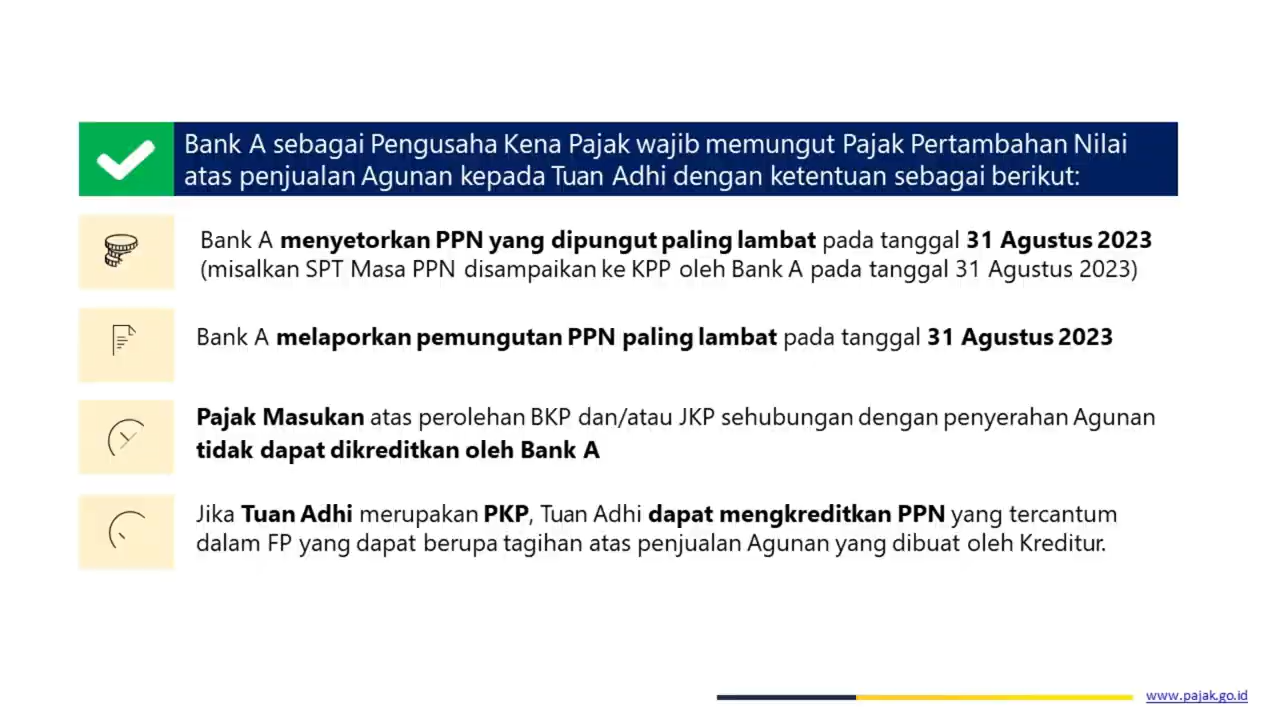 Bank A sebagai Pengusaha Kena Pajak wajib memungut Pajak Pertambahan Nilai
atas penjualan Agunan kepada Tuan Adhi dengan ketentuan sebagai berikut:
Bank A menyetorkan PPN yang dipungut paling lambat pada tanggal 31 Agustus 2023
(misalkan SPT Masa PPN disampaikan ke KPP oleh Bank A pada tanggal 31 Agustus 2023)
Bank A melaporkan pemungutan PPN paling lambat pada tanggal 31 Agustus 2023
Pajak Masukan atas perolehan BKP dan/atau JKP sehubungan dengan penyerahan Agunan
tidak dapat dikreditkan oleh Bank A
Jika Tuan Adhi merupakan PKP, Tuan Adhi dapat mengkreditkan PPN yang tercantum
dalam FP yang dapat berupa tagihan atas penjualan Agunan yang dibuat oleh Kreditur.
www.pajak.go.id